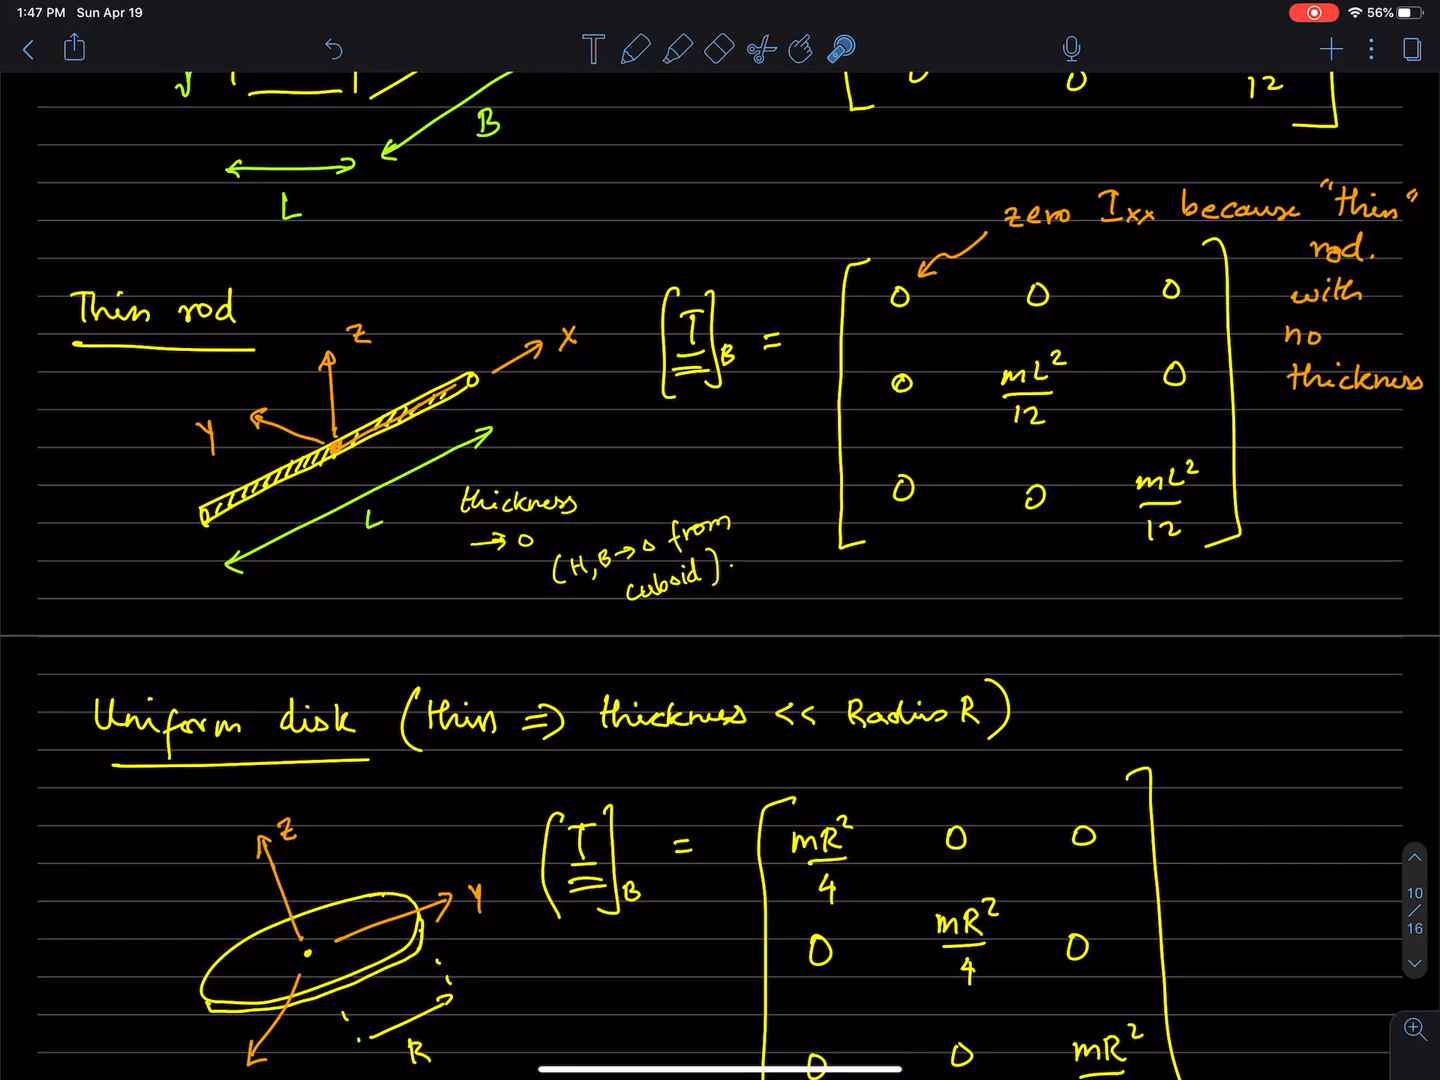 1:47 PM Sun Apr 19
56%
T
B
L
0 0 12
zero Ixx because "thin"
rod.
with
no
thickness
Thin rod
Z
X
Y
L
thickness
→ 0
(H, B → 0 from
cuboid).
[I]B =
0 0 0
0 mL²/12 0
0 0 mL²/12
Uniform disk (thin ⇒ thickness << Radius R)
Z
Y
R
[I]B =
mR²/4 0 0
0 mR²/4 0
0 0 mR²
10
/
16